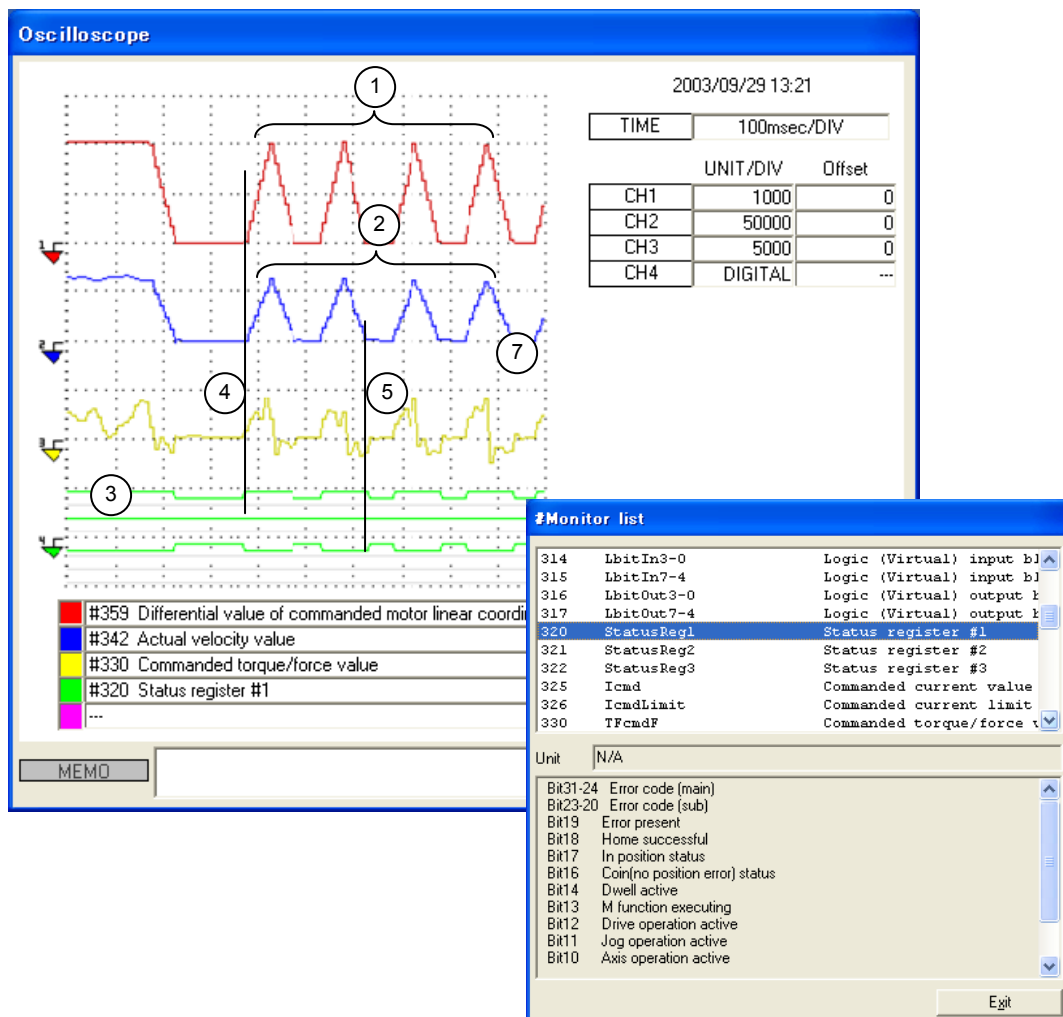 Oscilloscope
2003/09/29 13:21
TIME 100msec/DIV
UNIT/DIV Offset
CH1 1000 0
CH2 50000 0
CH3 5000 0
CH4 DIGITAL ---
1
2
3
4
5
7
1
2
3
4
#359 Differential value of commanded motor linear coordin
#342 Actual velocity value
#330 Commanded torque/force value
#320 Status register #1
---
MEMO
#Monitor list
314 LbitIn3-0 Logic (Virtual) input bl
315 LbitIn7-4 Logic (Virtual) input bl
316 LbitOut3-0 Logic (Virtual) output b
317 LbitOut7-4 Logic (Virtual) output b
320 StatusReg1 Status register #1
321 StatusReg2 Status register #2
322 StatusReg3 Status register #3
325 Icmd Commanded current value
326 IcmdLimit Commanded current limit
330 TFcmdF Commanded torque/force v
Unit N/A
Bit31-24 Error code (main)
Bit23-20 Error code (sub)
Bit19 Error present
Bit18 Home successful
Bit17 In position status
Bit16 Coin(no position error) status
Bit14 Dwell active
Bit13 M function executing
Bit12 Drive operation active
Bit11 Jog operation active
Bit10 Axis operation active
Exit